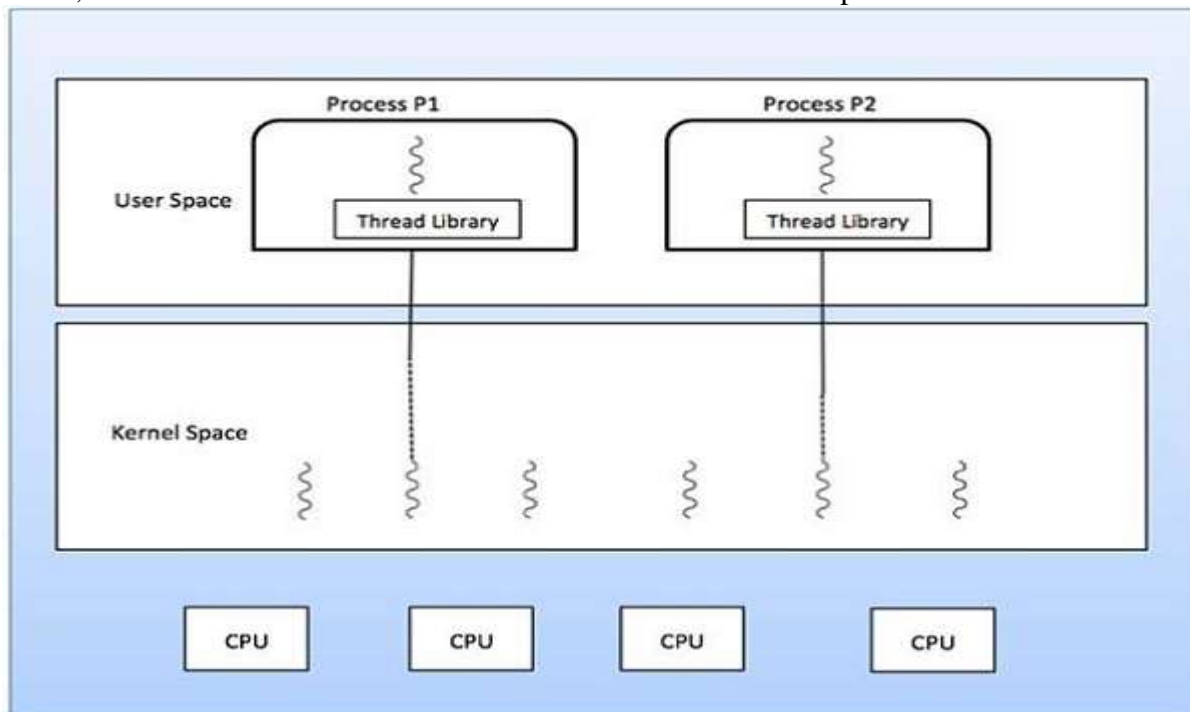 Process P1
Process P2
User Space
Thread Library
Thread Library
Kernel Space
CPU
CPU
CPU
CPU